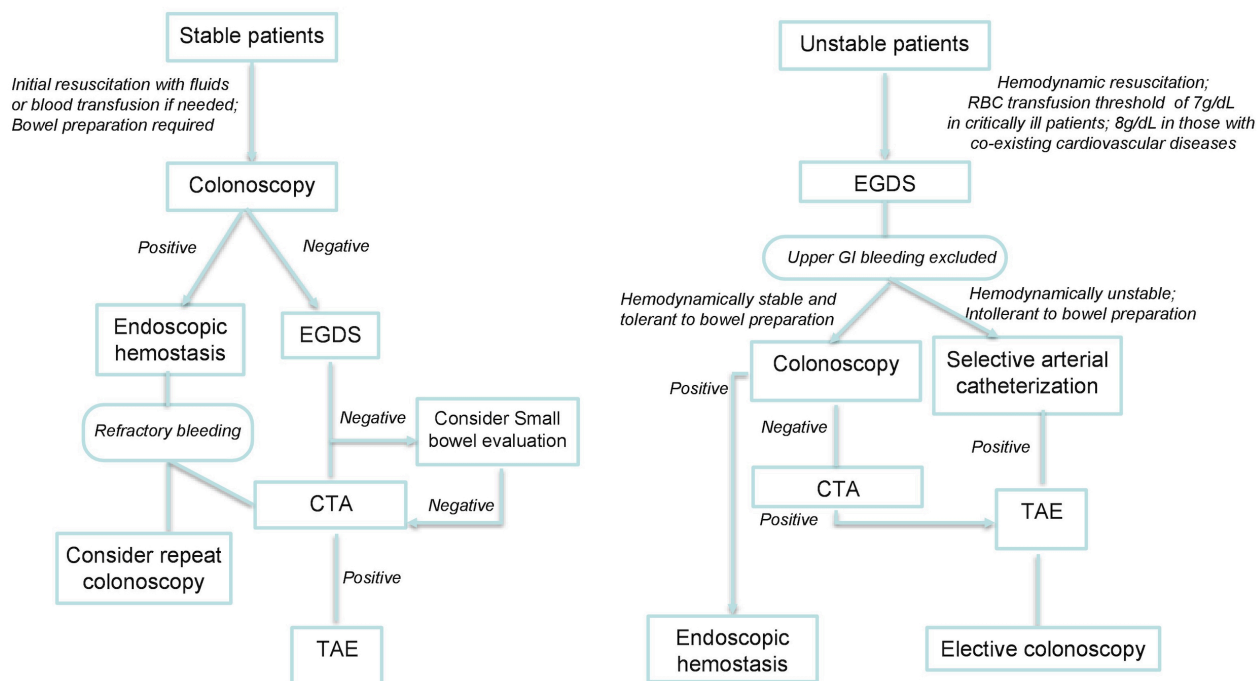 Stable patients
Initial resuscitation with fluids
or blood transfusion if needed;
Bowel preparation required
Colonoscopy
Positive
Negative
Endoscopic
hemostasis
EGDS
Refractory bleeding
Negative
Consider Small
bowel evaluation
CTA
Negative
Consider repeat
colonoscopy
Positive
TAE
Unstable patients
Hemodynamic resuscitation;
RBC transfusion threshold of 7g/dL
in critically ill patients; 8g/dL in those with
co-existing cardiovascular diseases
EGDS
Upper GI bleeding excluded
Hemodynamically stable and
tolerant to bowel preparation
Hemodynamically unstable;
Intollerant to bowel preparation
Colonoscopy
Selective arterial
catheterization
Positive
Negative
Positive
CTA
Positive
TAE
Endoscopic
hemostasis
Elective colonoscopy